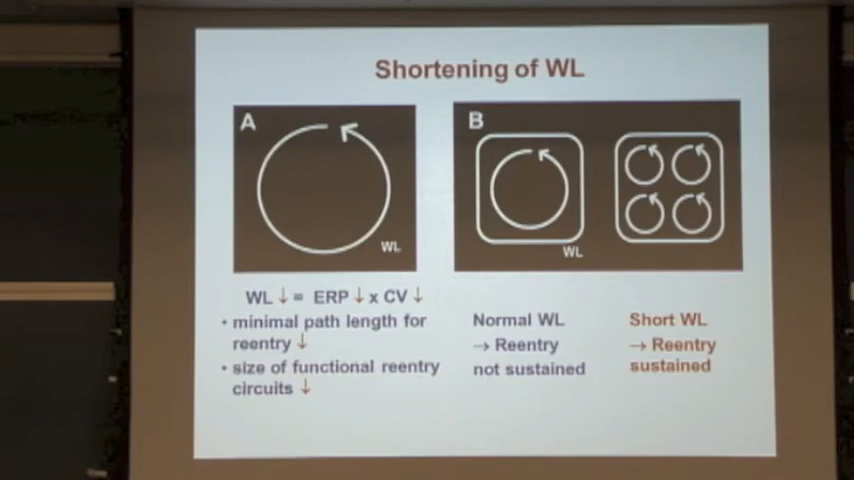 Shortening of WL
A
WL
B
WL
WL ↓ = ERP ↓ x CV ↓
• minimal path length for
reentry ↓
• size of functional reentry
circuits ↓
Normal WL
→ Reentry
not sustained
Short WL
→ Reentry
sustained